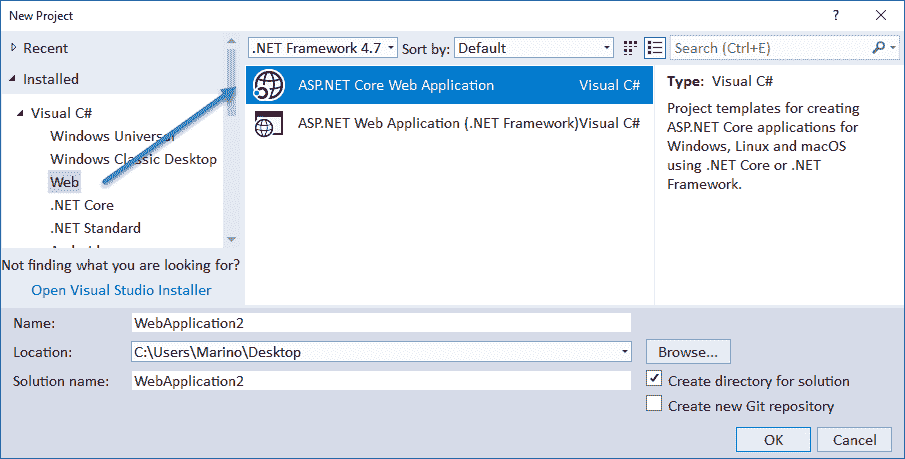 New Project
?
Recent
Installed
Visual C#
Windows Universal
Windows Classic Desktop
Web
.NET Core
.NET Standard
Not finding what you are looking for?
Open Visual Studio Installer
.NET Framework 4.7
Sort by:
Default
Search (Ctrl+E)
ASP.NET Core Web Application Visual C#
ASP.NET Web Application (.NET Framework) Visual C#
Type: Visual C#
Project templates for creating
ASP.NET Core applications for
Windows, Linux and macOS
using .NET Core or .NET
Framework.
Name: WebApplication2
Location: C:\Users\Marino\Desktop
Browse...
Solution name: WebApplication2
Create directory for solution
Create new Git repository
OK
Cancel